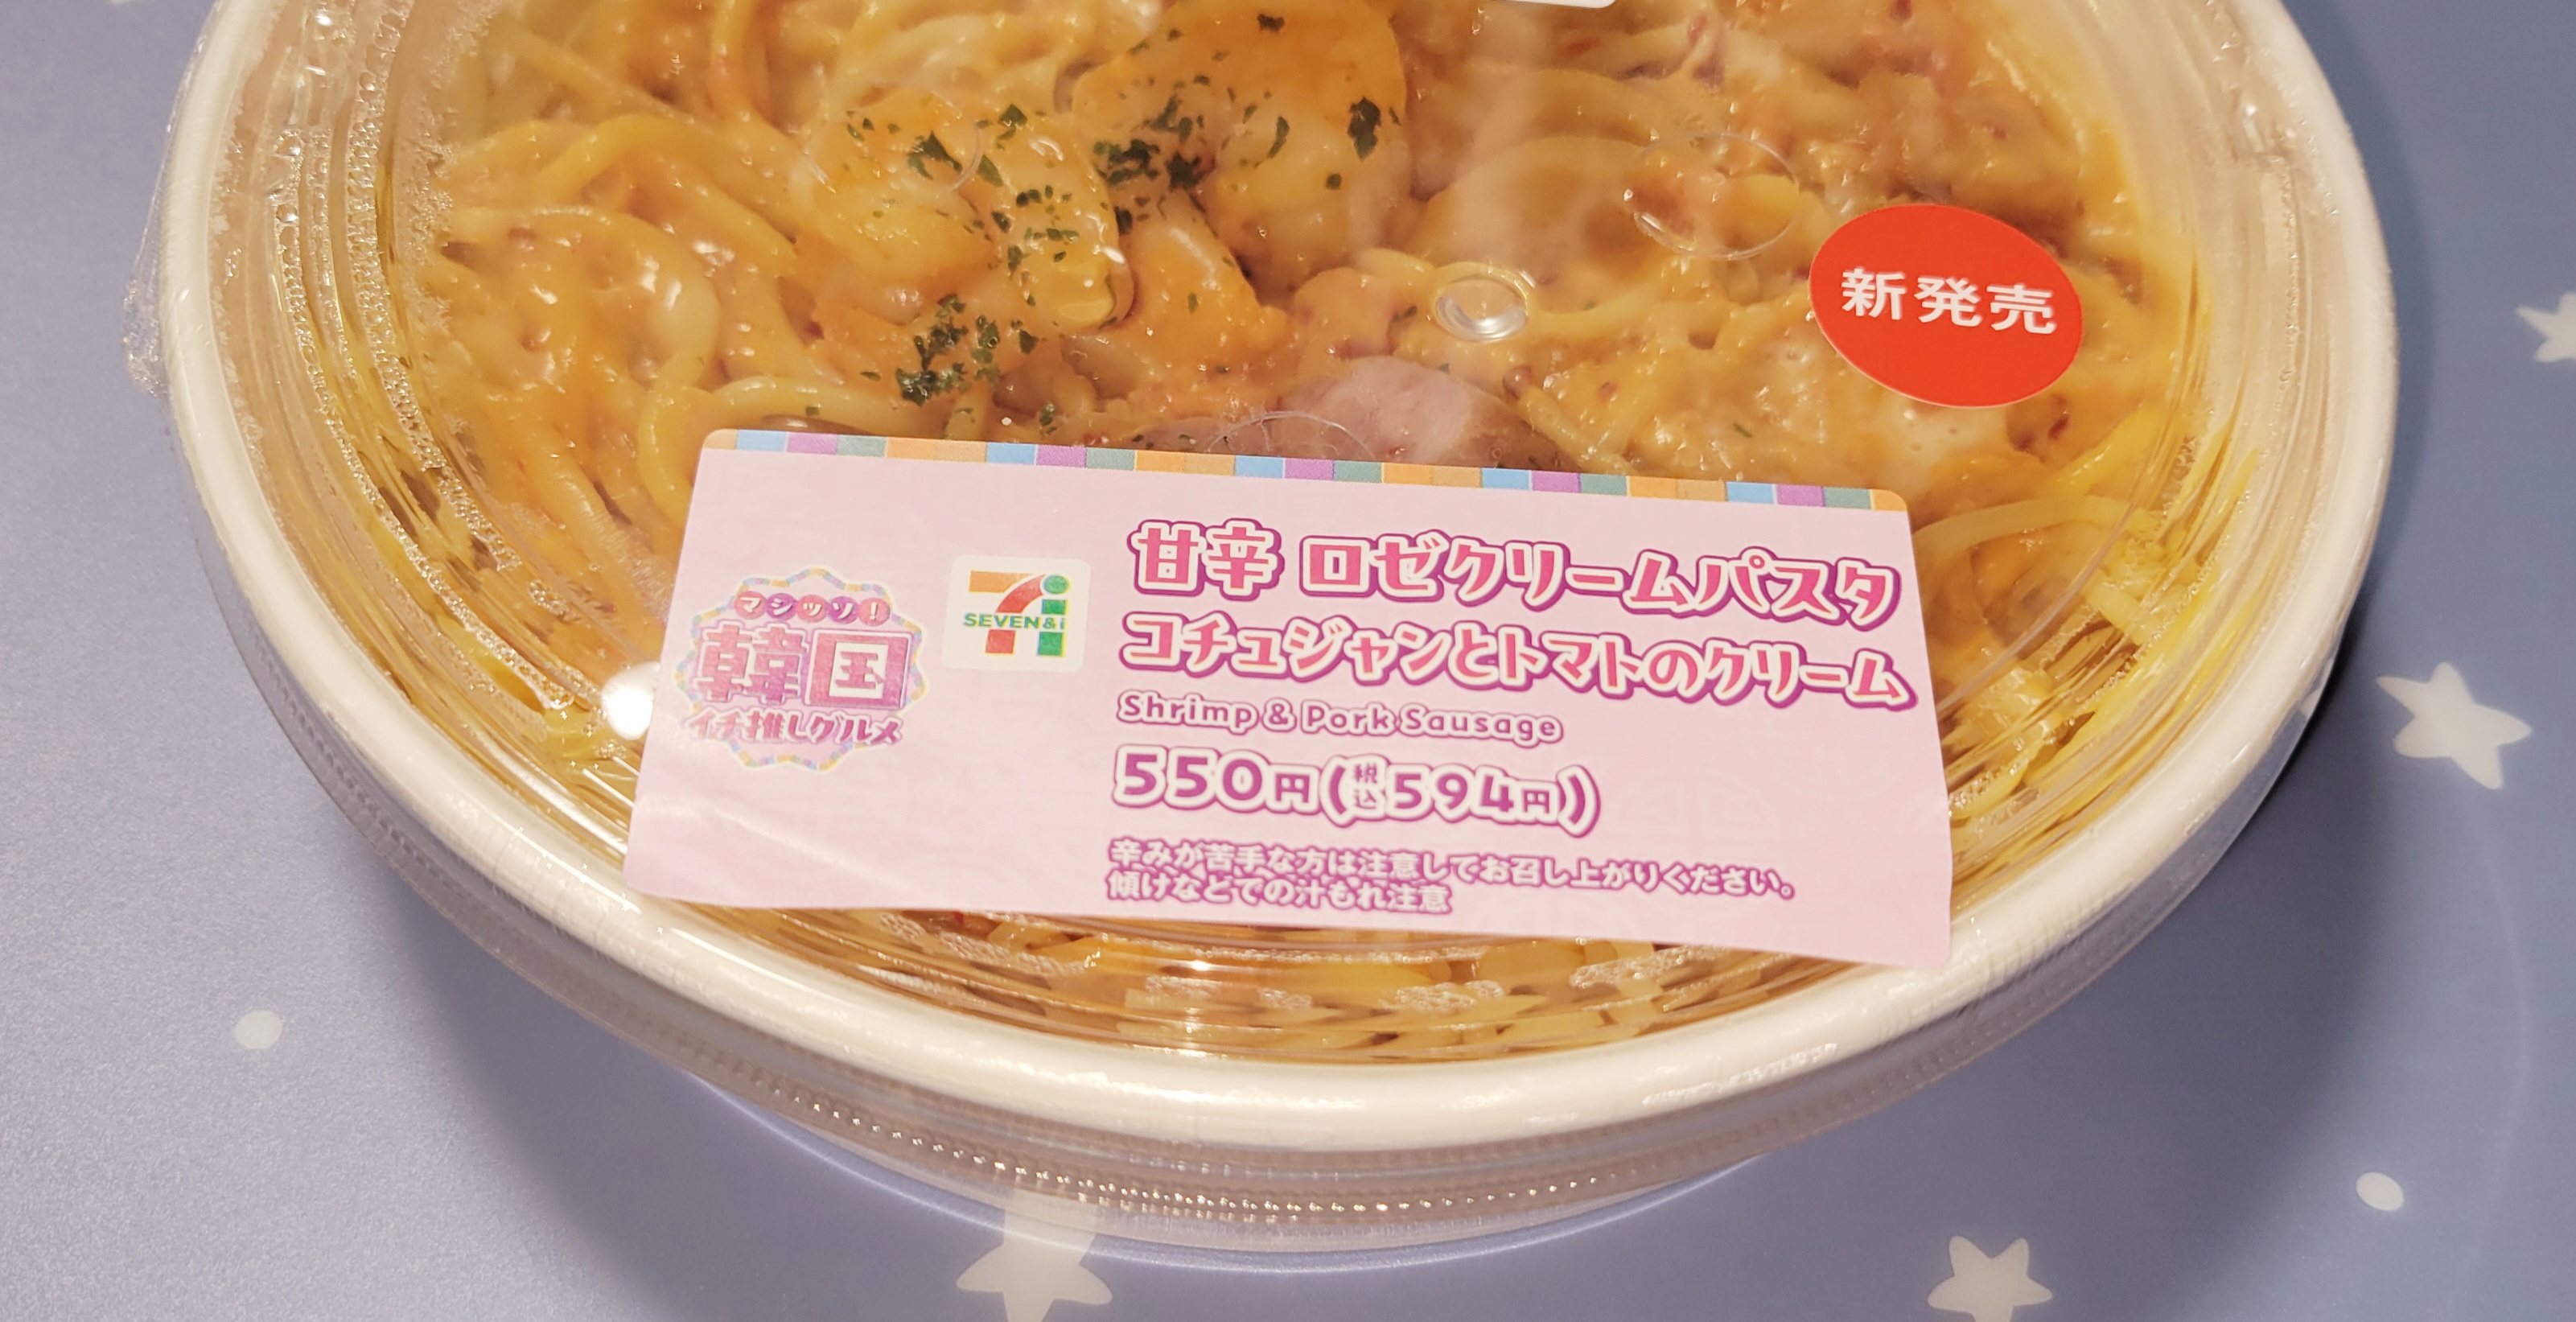 新発売
マシッソ!
韓国
イチ推しグルメ
SEVEN&i
甘辛 ロゼクリームパスタ
コチュジャンとトマトのクリーム
Shrimp & Pork Sausage
550円(税込594円)
辛みが苦手な方は注意してお召し上がりください。
傾けなどでの汁もれ注意